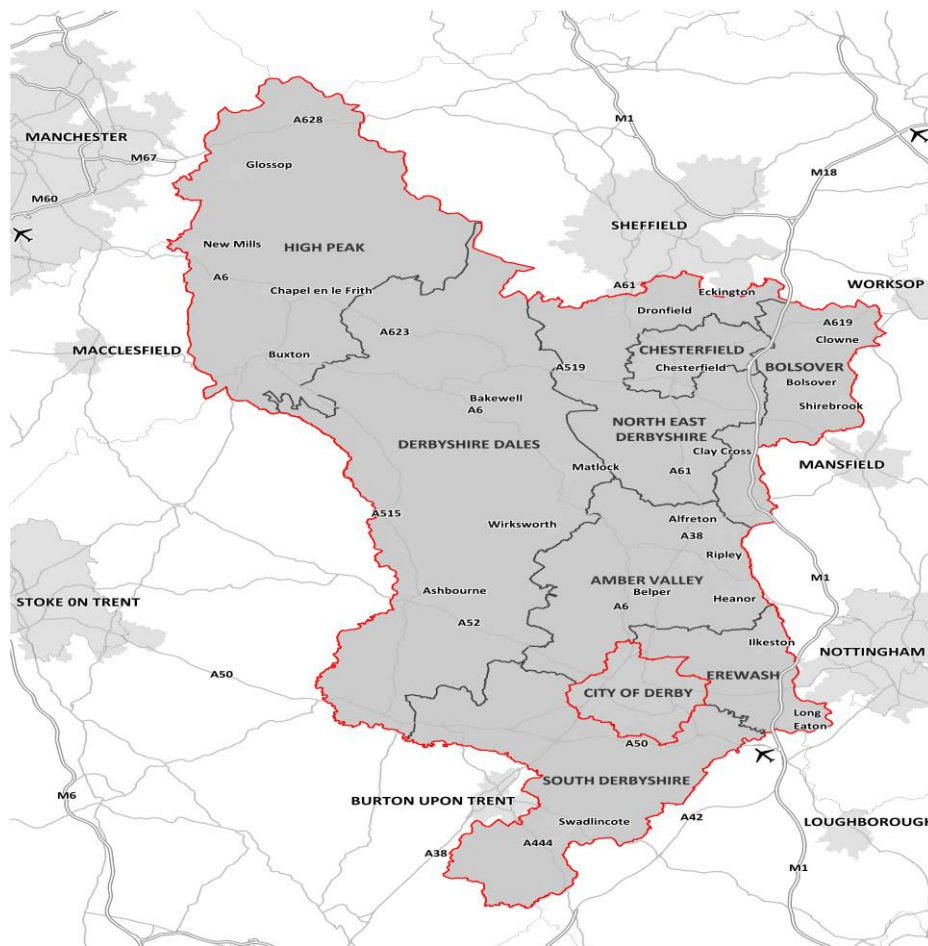 M1
A628
MANCHESTER
M67
Glossop
M18
M60
SHEFFIELD
New Mills
HIGH PEAK
A6
A61
Eckington
WORKSOP
Chapel en le Frith
Dronfield
A623
A619
Clowne
MACCLESFIELD
Buxton
CHESTERFIELD
Chesterfield
A519
BOLSOVER
Bolsover
Bakewell
A6
Shirebrook
NORTH EAST
DERBYSHIRE
DERBYSHIRE DALES
Clay Cross
Matlock
A61
MANSFIELD
A515
Wirksworth
Alfreton
A38
Ripley
M1
AMBER VALLEY
Belper
STOKE 0N TRENT
Ashbourne
A6
Heanor
A52
Ilkeston
NOTTINGHAM
A50
EREWASH
CITY OF DERBY
Long
Eaton
A50
SOUTH DERBYSHIRE
M6
BURTON UPON TRENT
Swadlincote
A42
LOUGHBOROUGH
A444
A38
M1